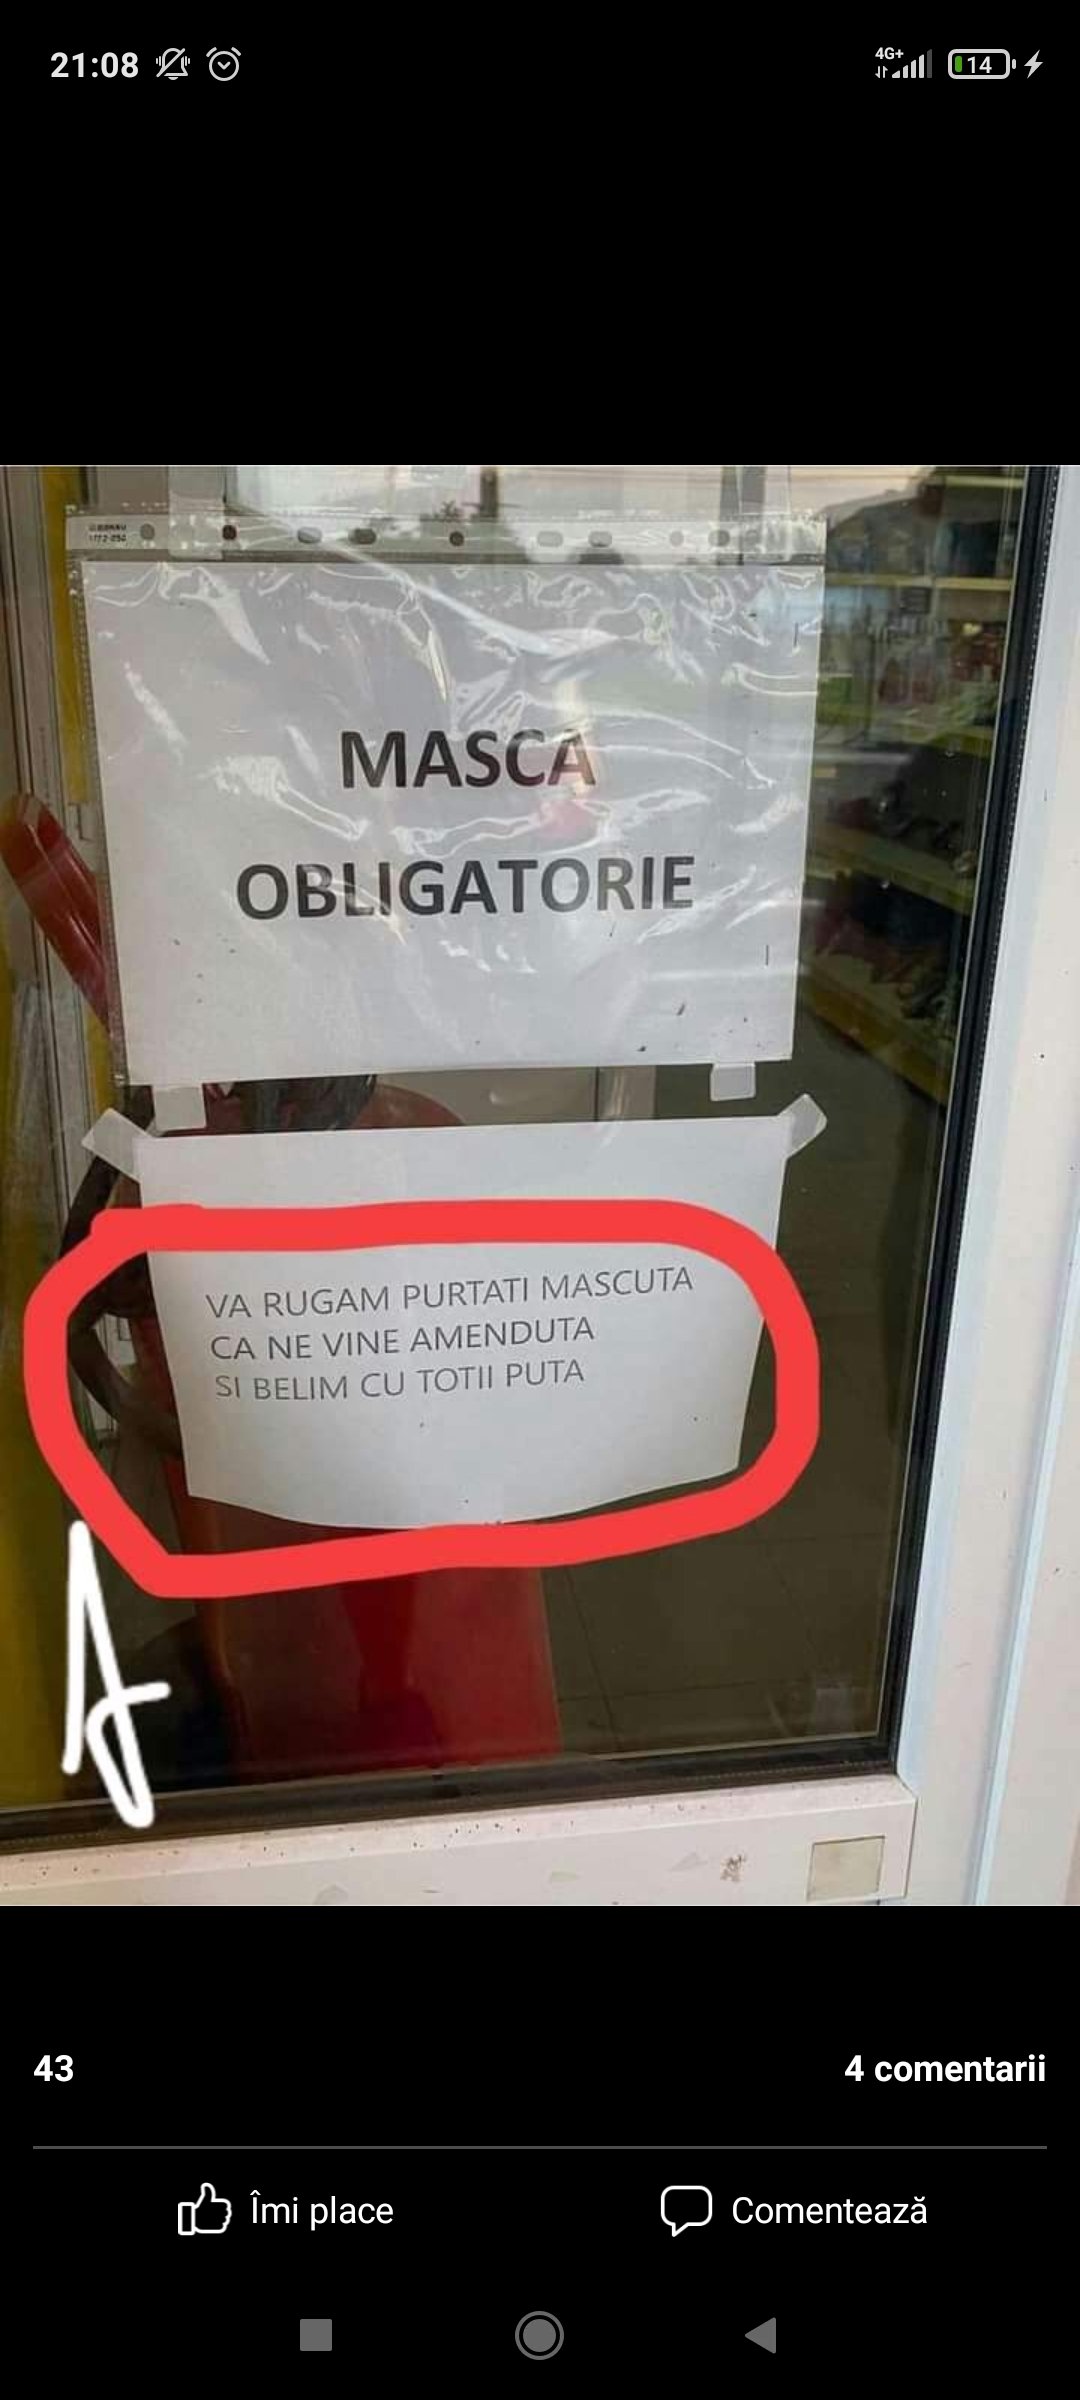 21:08
4G+
14
MASCA
OBLIGATORIE
VA RUGAM PURTATI MASCUTA
CA NE VINE AMENDUTA
SI BELIM CU TOTII PUTA
A
43
4 comentarii
Îmi place
Comentează